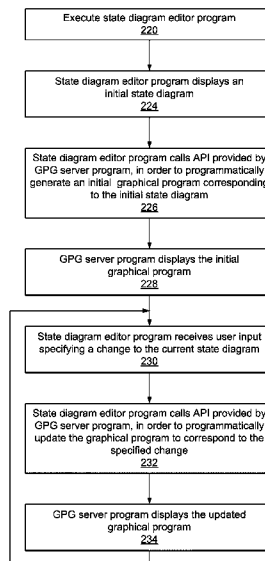 Execute state diagram editor program
220
State diagram editor program displays an
initial state diagram
224
State diagram editor program calls API provided by
GPG server program, in order to programmatically
generate an initial graphical program corresponding
to the initial state diagram
226
GPG server program displays the initial
graphical program
228
State diagram editor program receives user input
specifying a change to the current state diagram
230
State diagram editor program calls API provided by
GPG server program, in order to programmatically
update the graphical program to correspond to the
specified change
232
GPG server program displays the updated
graphical program
234